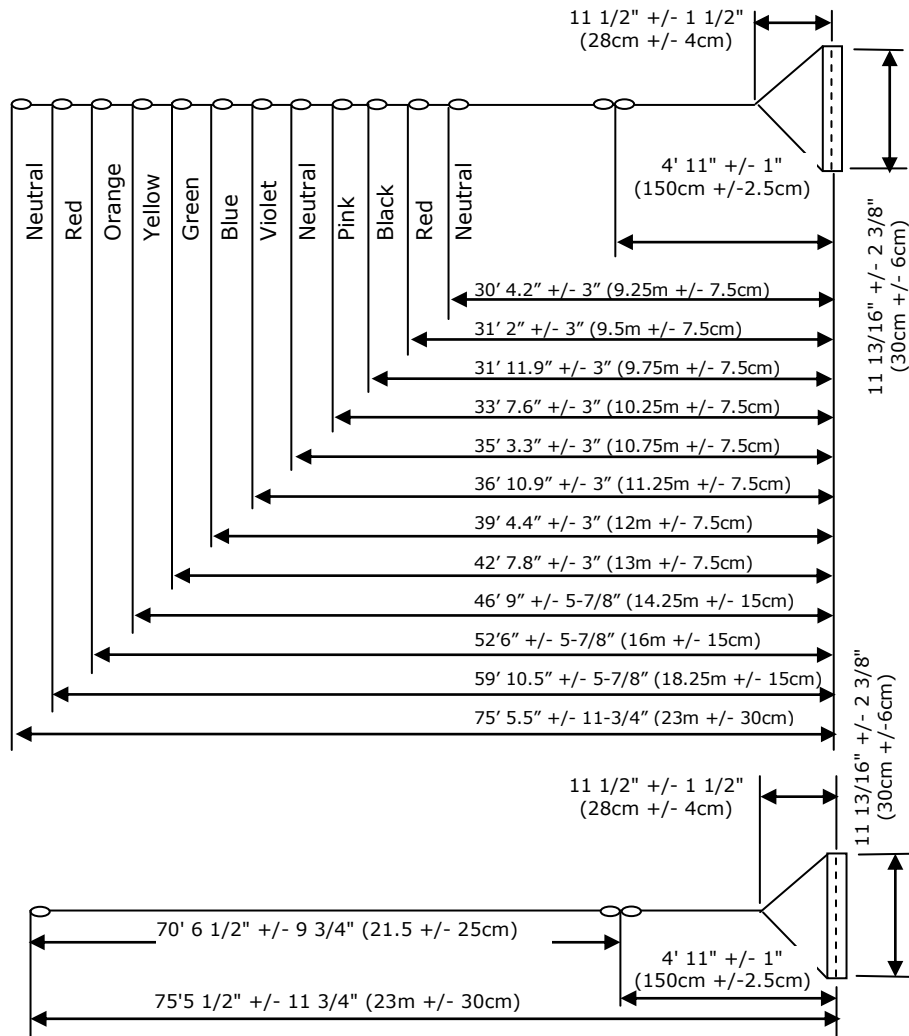 11 1/2" +/- 1 1/2"
(28cm +/- 4cm)
Neutral
Red
Orange
Yellow
Green
Blue
Violet
Neutral
Pink
Black
Red
Neutral
4' 11" +/- 1"
(150cm +/-2.5cm)
11 13/16" +/- 2 3/8"
(30cm +/- 6cm)
30’ 4.2” +/- 3” (9.25m +/- 7.5cm)
31’ 2” +/- 3” (9.5m +/- 7.5cm)
31’ 11.9” +/- 3” (9.75m +/- 7.5cm)
33’ 7.6” +/- 3” (10.25m +/- 7.5cm)
35’ 3.3” +/- 3” (10.75m +/- 7.5cm)
36’ 10.9” +/- 3” (11.25m +/- 7.5cm)
39’ 4.4” +/- 3” (12m +/- 7.5cm)
42’ 7.8” +/- 3” (13m +/- 7.5cm)
46’ 9” +/- 5-7/8” (14.25m +/- 15cm)
52’6” +/- 5-7/8” (16m +/- 15cm)
59’ 10.5” +/- 5-7/8” (18.25m +/- 15cm)
75’ 5.5” +/- 11-3/4” (23m +/- 30cm)
11 13/16" +/- 2 3/8"
(30cm +/-6cm)
11 1/2" +/- 1 1/2"
(28cm +/- 4cm)
70' 6 1/2" +/- 9 3/4" (21.5 +/- 25cm)
4' 11" +/- 1"
(150cm +/-2.5cm)
75'5 1/2" +/- 11 3/4" (23m +/- 30cm)